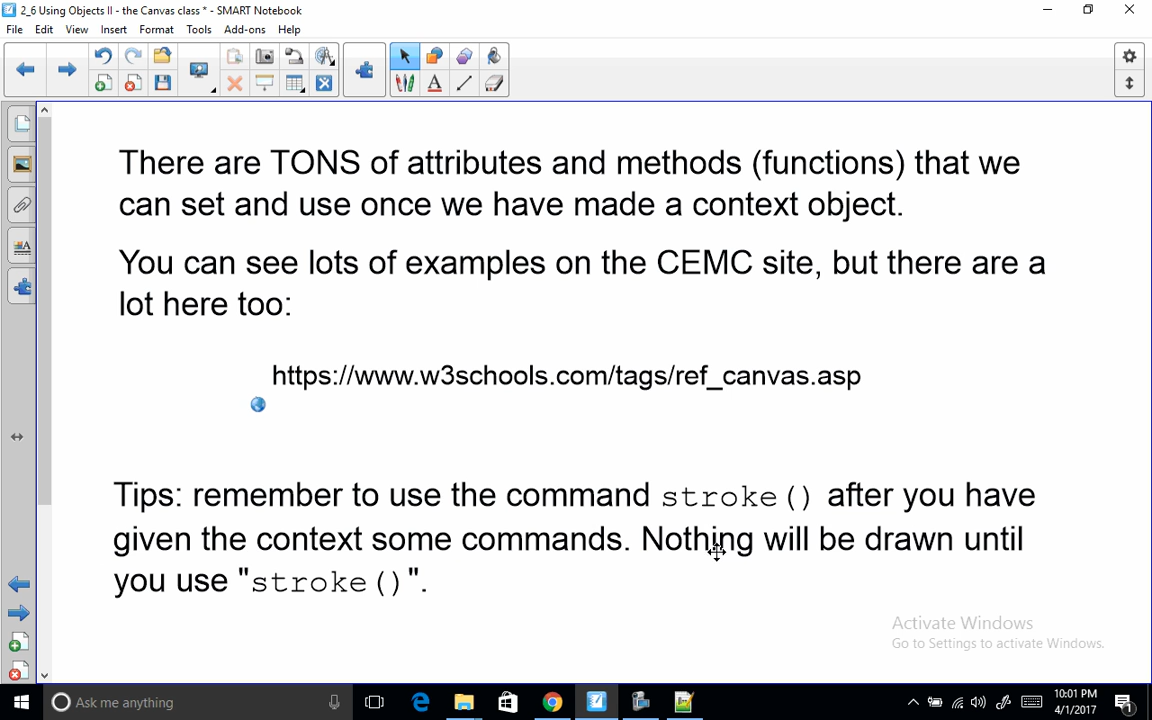 2_6 Using Objects II - the Canvas class * - SMART Notebook
File Edit View Insert Format Tools Add-ons Help
There are TONS of attributes and methods (functions) that we
can set and use once we have made a context object.
You can see lots of examples on the CEMC site, but there are a
lot here too:
https://www.w3schools.com/tags/ref_canvas.asp
Tips: remember to use the command stroke() after you have
given the context some commands. Nothing will be drawn until
you use "stroke()".
Activate Windows
Go to Settings to activate Windows.
Ask me anything
10:01 PM
4/1/2017
1